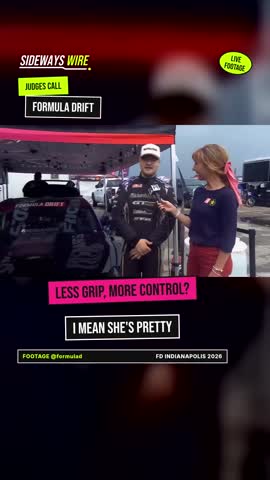 SIDEWAYS WIRE.
LIVE
FOOTAGE
JUDGES CALL
FORMULA DRIFT
FORMULA DRIFT
GT
LESS GRIP, MORE CONTROL?
I MEAN SHE'S PRETTY
FOOTAGE @formulad
FD INDIANAPOLIS 2026